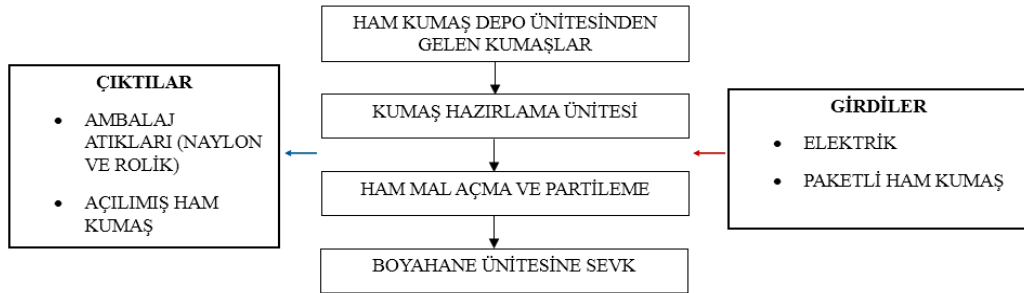 HAM KUMAŞ DEPO ÜNİTESİNDEN
GELEN KUMAŞLAR
ÇIKTILAR
• AMBALAJ
ATIKLARI (NAYLON
VE ROLİK)
• AÇILIMIŞ HAM
KUMAŞ
KUMAŞ HAZIRLAMA ÜNİTESİ
HAM MAL AÇMA VE PARTİLEME
BOYAHANE ÜNİTESİNE SEVK
GİRDİLER
• ELEKTRİK
• PAKETLİ HAM KUMAŞ